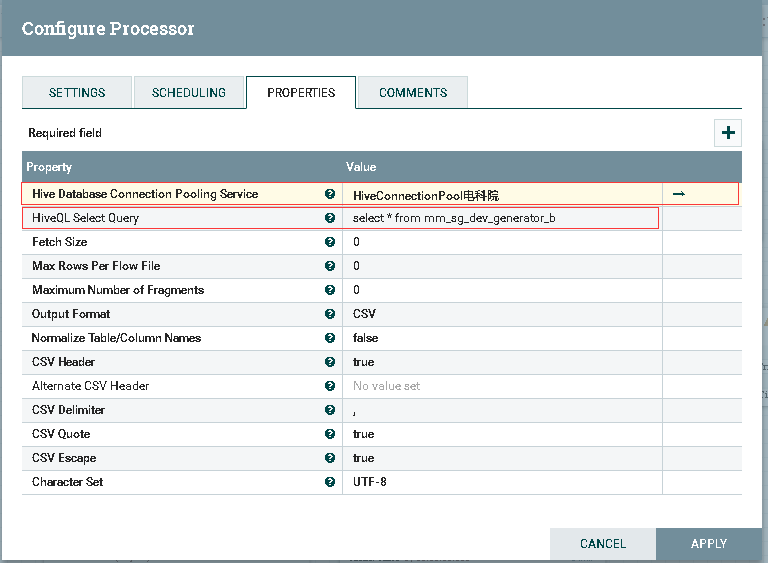 Configure Processor
SETTINGS SCHEDULING PROPERTIES COMMENTS
Required field
Property Value
Hive Database Connection Pooling Service HiveConnectionPool电科院
HiveQL Select Query select * from mm_sg_dev_generator_b
Fetch Size 0
Max Rows Per Flow File 0
Maximum Number of Fragments 0
Output Format CSV
Normalize Table/Column Names false
CSV Header true
Alternate CSV Header No value set
CSV Delimiter ,
CSV Quote true
CSV Escape true
Character Set UTF-8
CANCEL APPLY